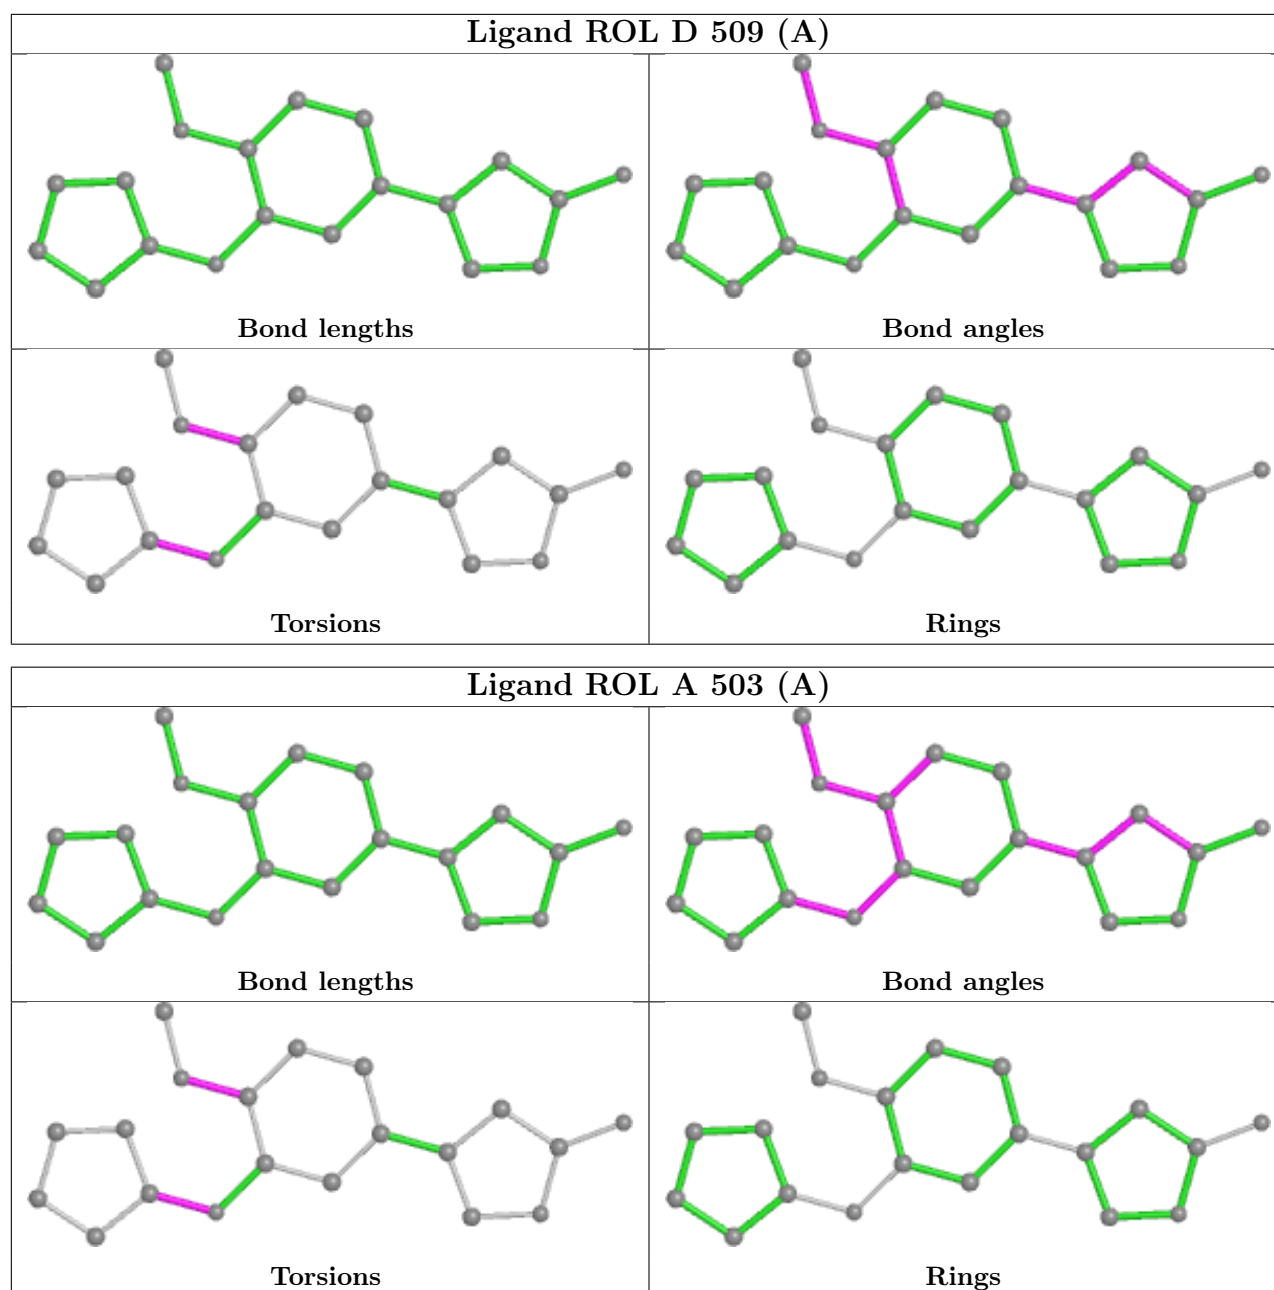 Ligand ROL D 509 (A)
Bond lengths
Bond angles
Torsions
Rings
Ligand ROL A 503 (A)
Bond lengths
Bond angles
Torsions
Rings